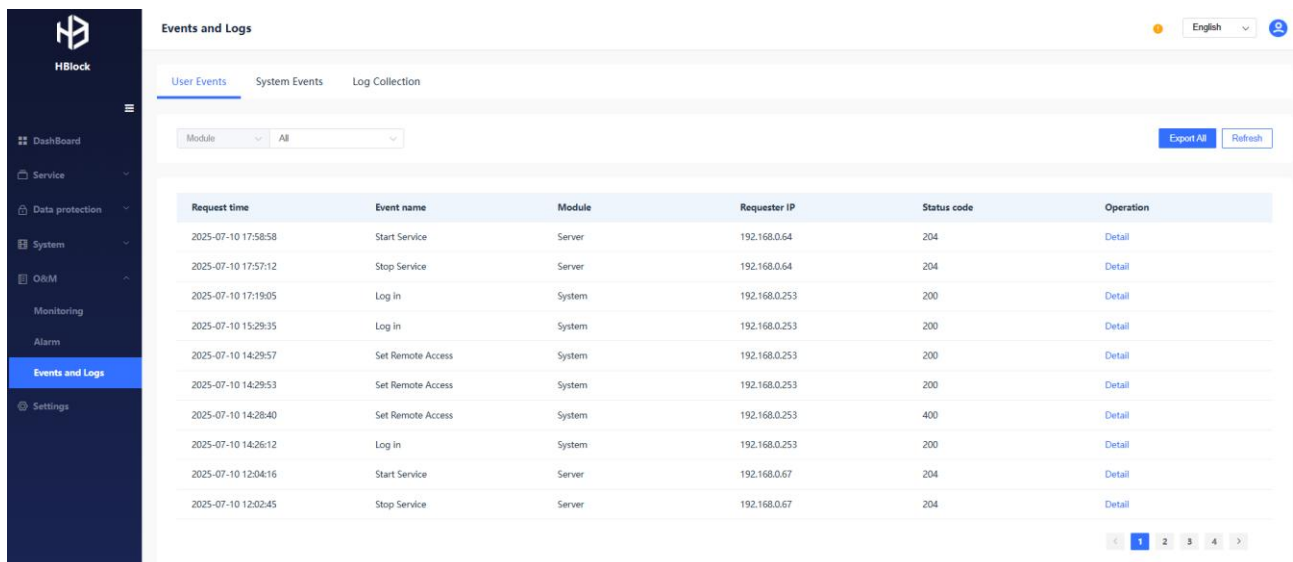 Events and Logs
English
HBlock
User Events System Events Log Collection
DashBoard
Module All Export All Refresh
Service
Data protection
Request time Event name Module Requester IP Status code Operation
2025-07-10 17:58:58 Start Service Server 192.168.0.64 204 Detail
System
2025-07-10 17:57:12 Stop Service Server 192.168.0.64 204 Detail
O&M
2025-07-10 17:19:05 Log in System 192.168.0.253 200 Detail
Monitoring
2025-07-10 15:29:35 Log in System 192.168.0.253 200 Detail
Alarm
2025-07-10 14:29:57 Set Remote Access System 192.168.0.253 200 Detail
Events and Logs
2025-07-10 14:29:53 Set Remote Access System 192.168.0.253 200 Detail
Settings
2025-07-10 14:28:40 Set Remote Access System 192.168.0.253 400 Detail
2025-07-10 14:26:12 Log in System 192.168.0.253 200 Detail
2025-07-10 12:04:16 Start Service Server 192.168.0.67 204 Detail
2025-07-10 12:02:45 Stop Service Server 192.168.0.67 204 Detail
< 1 2 3 4 >